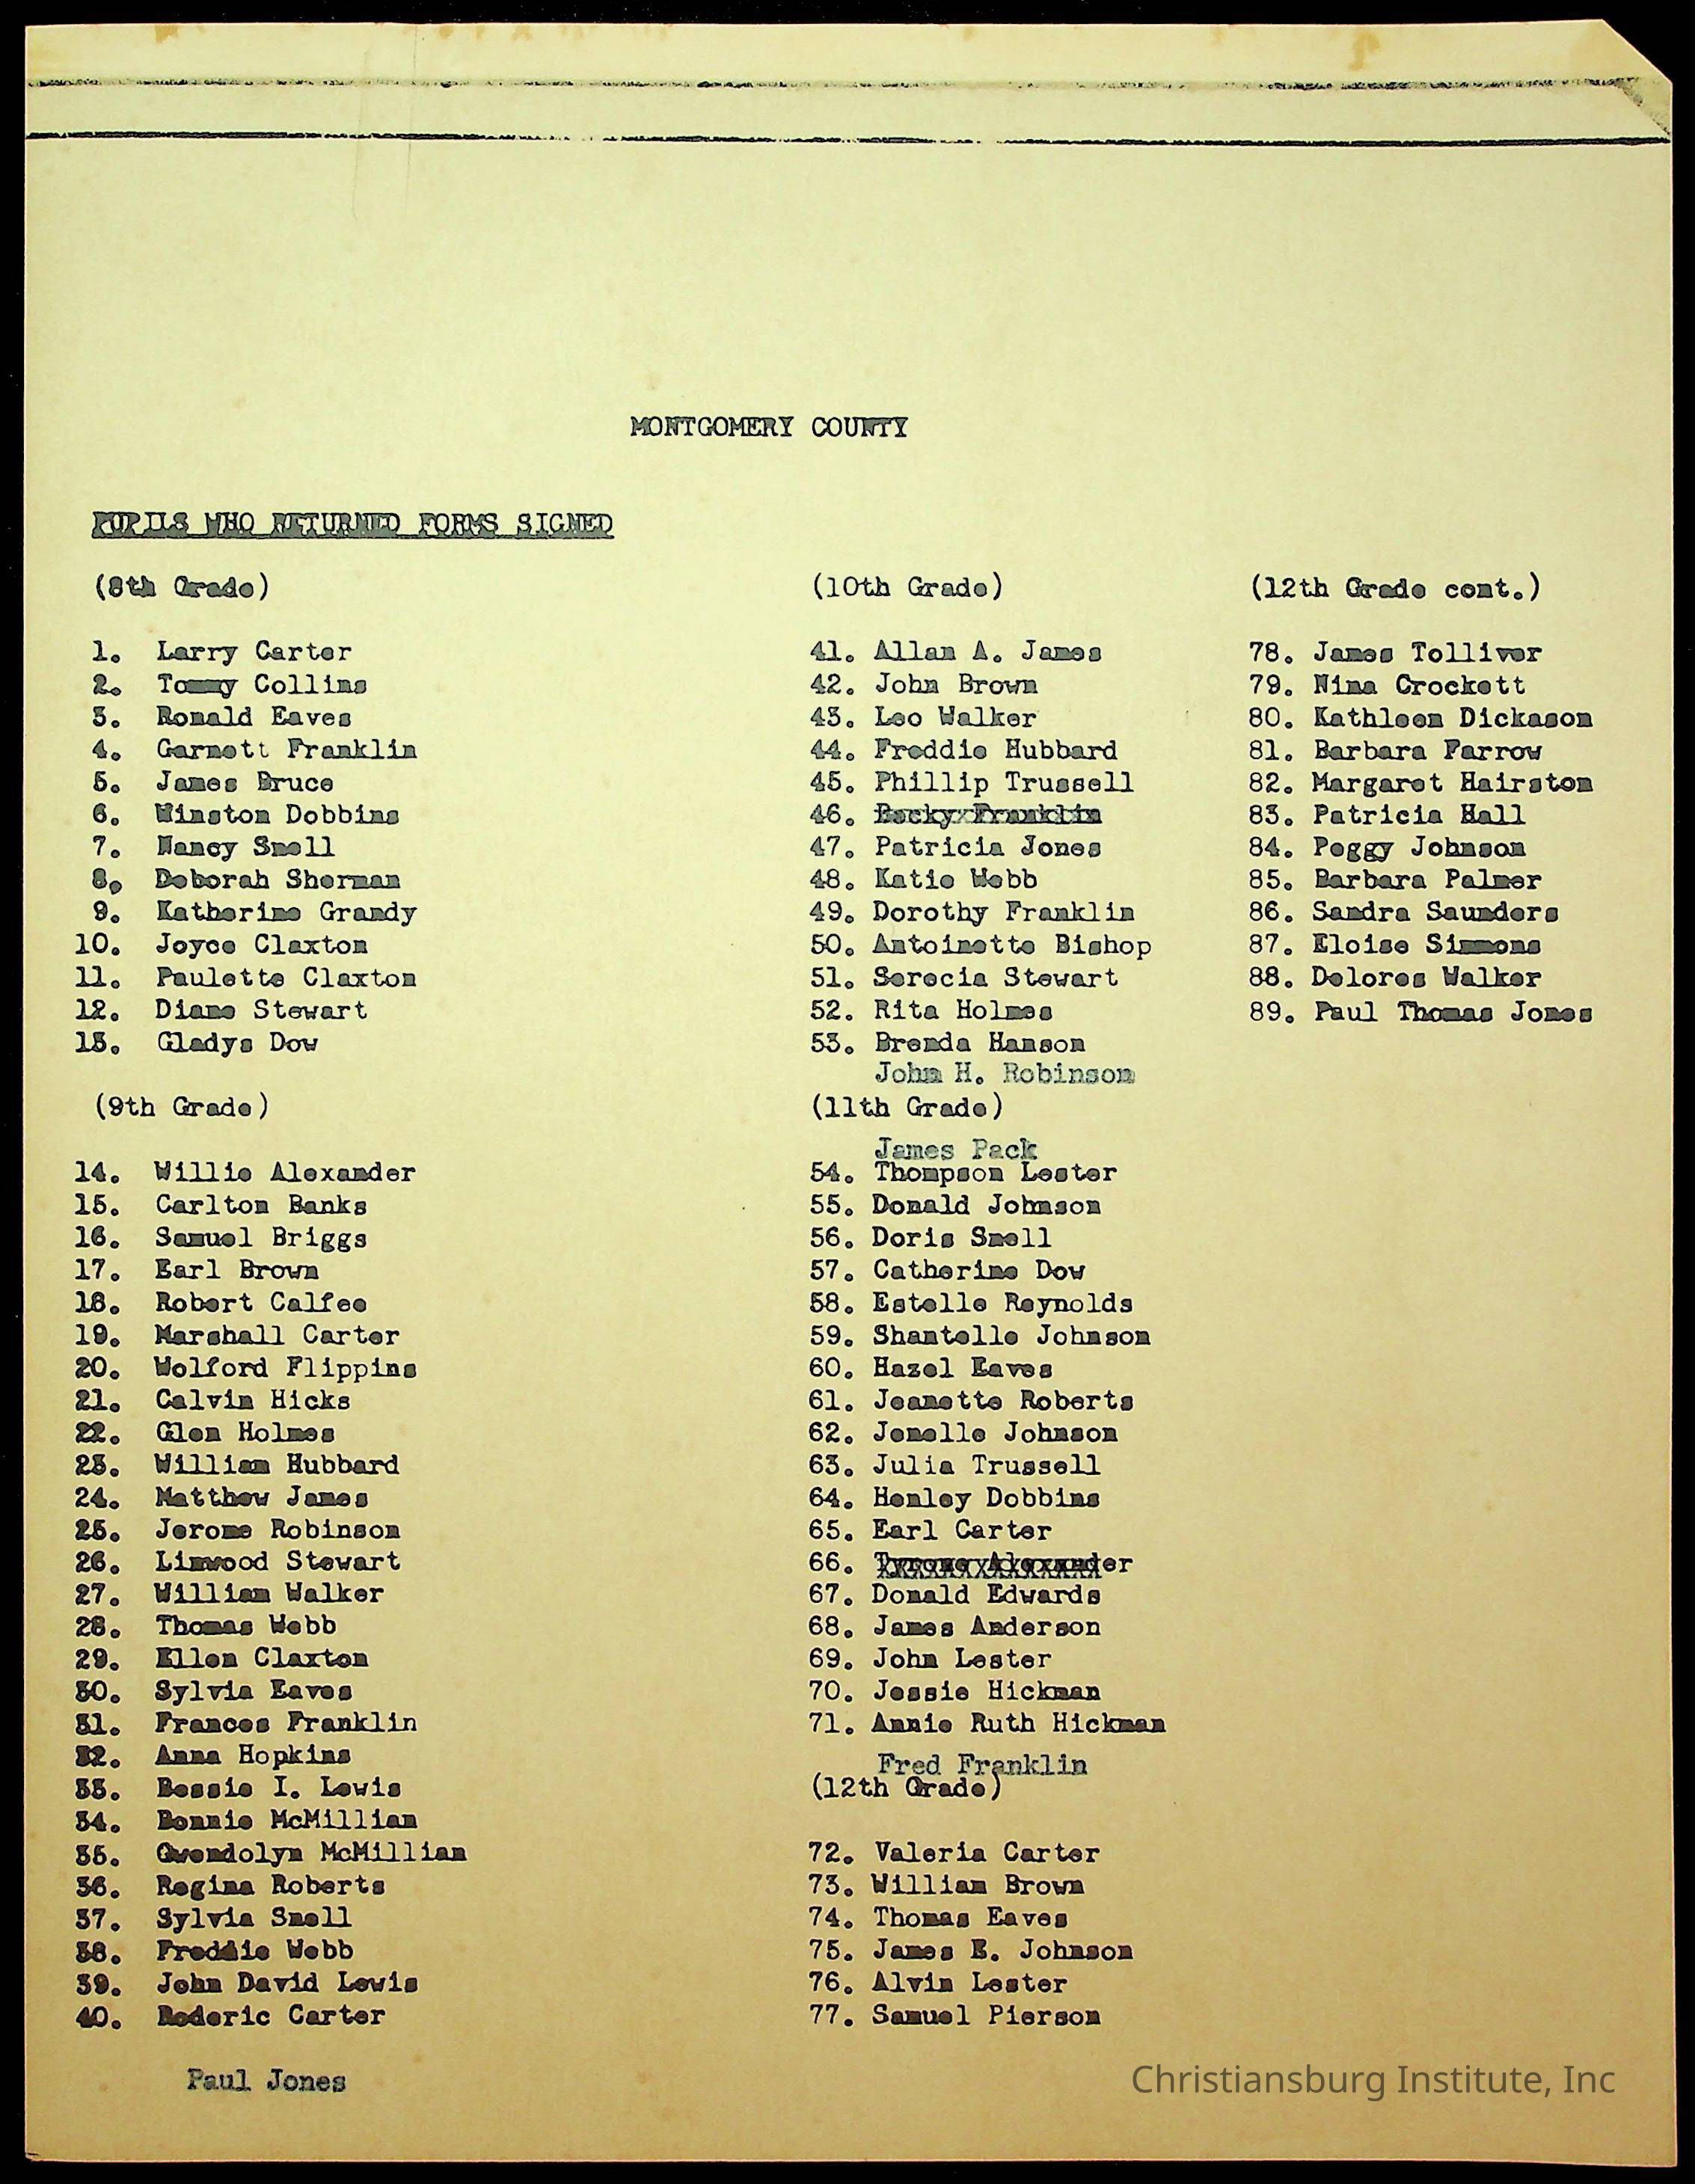 MONTGOMERY COUNTY
PUPILS WHO RETURNED FORMS SIGNED
(8th Grade)
1. Larry Carter
2. Tommy Collins
3. Ronald Eaves
4. Garnett Franklin
5. James Bruce
6. Winston Dobbins
7. Nancy Snell
8. Deborah Sherman
9. Katherine Grandy
10. Joyce Claxton
11. Paulette Claxton
12. Diane Stewart
13. Gladys Dow
(9th Grade)
14. Willie Alexander
15. Carlton Banks
16. Samuel Briggs
17. Earl Brown
18. Robert Calfee
19. Marshall Carter
20. Wolford Flippins
21. Calvin Hicks
22. Glen Holmes
23. William Hubbard
24. Matthew James
25. Jerome Robinson
26. Linwood Stewart
27. William Walker
28. Thomas Webb
29. Ellen Claxton
30. Sylvia Eaves
31. Frances Franklin
32. Anna Hopkins
33. Bessie I. Lewis
34. Bonnie McMillian
35. Gwendolyn McMillian
36. Regina Roberts
37. Sylvia Snell
38. Freddie Webb
39. John David Lewis
40. Roderic Carter
Paul Jones
(10th Grade)
41. Allan A. James
42. John Brown
43. Leo Walker
44. Freddie Hubbard
45. Phillip Trussell
46. Becky Franklin
47. Patricia Jones
48. Katie Webb
49. Dorothy Franklin
50. Antoinette Bishop
51. Serecia Stewart
52. Rita Holmes
53. Brenda Hanson
John H. Robinson
(11th Grade)
James Pack
54. Thompson Lester
55. Donald Johnson
56. Doris Snell
57. Catherine Dow
58. Estelle Reynolds
59. Shantelle Johnson
60. Hazel Eaves
61. Jeanette Roberts
62. Jenelle Johnson
63. Julia Trussell
64. Henley Dobbins
65. Earl Carter
66. Tyrone Alexander
67. Donald Edwards
68. James Anderson
69. John Lester
70. Jessie Hickman
71. Annie Ruth Hickman
Fred Franklin
(12th Grade)
72. Valeria Carter
73. William Brown
74. Thomas Eaves
75. James E. Johnson
76. Alvin Lester
77. Samuel Pierson
(12th Grade cont.)
78. James Tolliver
79. Nina Crockett
80. Kathleen Dickason
81. Barbara Farrow
82. Margaret Hairston
83. Patricia Hall
84. Peggy Johnson
85. Barbara Palmer
86. Sandra Saunders
87. Eloise Simmons
88. Delores Walker
89. Paul Thomas Jones
Christiansburg Institute, Inc